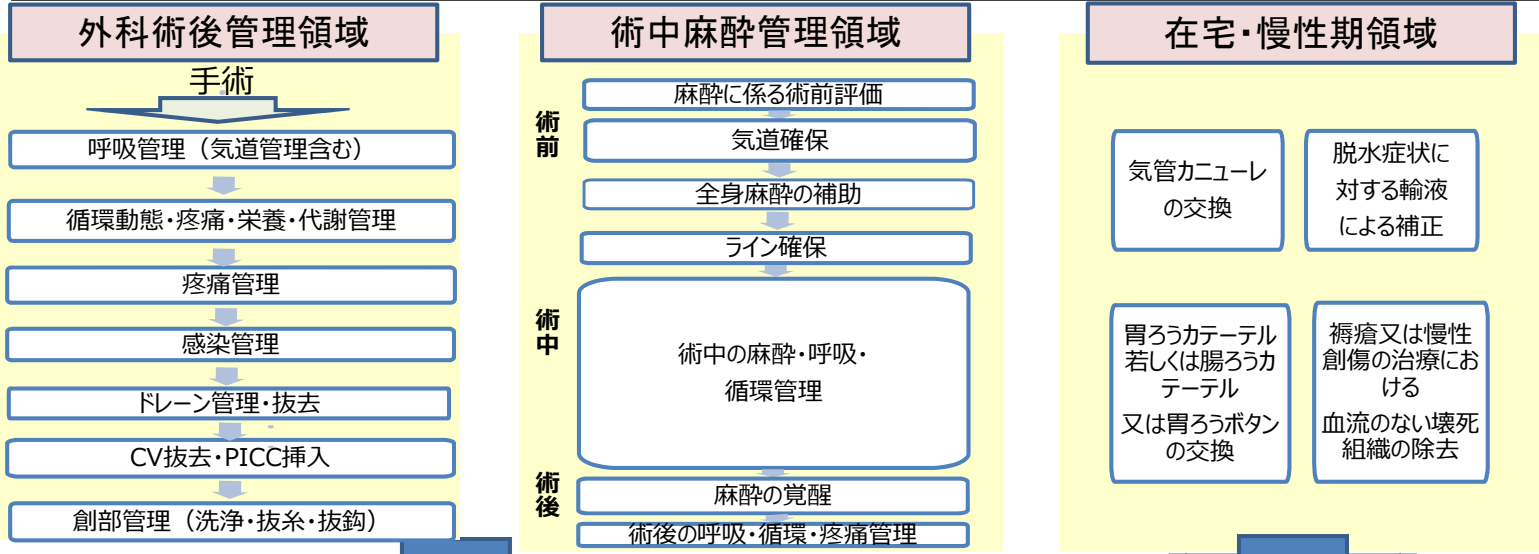 外科術後管理領域
手術
呼吸管理（気道管理含む）
循環動態・疼痛・栄養・代謝管理
疼痛管理
感染管理
ドレーン管理・抜去
CV抜去・PICC挿入
創部管理（洗浄・抜糸・抜鈎）
術中麻酔管理領域
術前
麻酔に係る術前評価
気道確保
全身麻酔の補助
ライン確保
術中
術中の麻酔・呼吸・
循環管理
術後
麻酔の覚醒
術後の呼吸・循環・疼痛管理
在宅・慢性期領域
気管カニューレ
の交換
脱水症状に
対する輸液
による補正
胃ろうカテーテル
若しくは腸ろうカ
テーテル
又は胃ろうボタン
の交換
褥瘡又は慢性
創傷の治療にお
ける
血流のない壊死
組織の除去